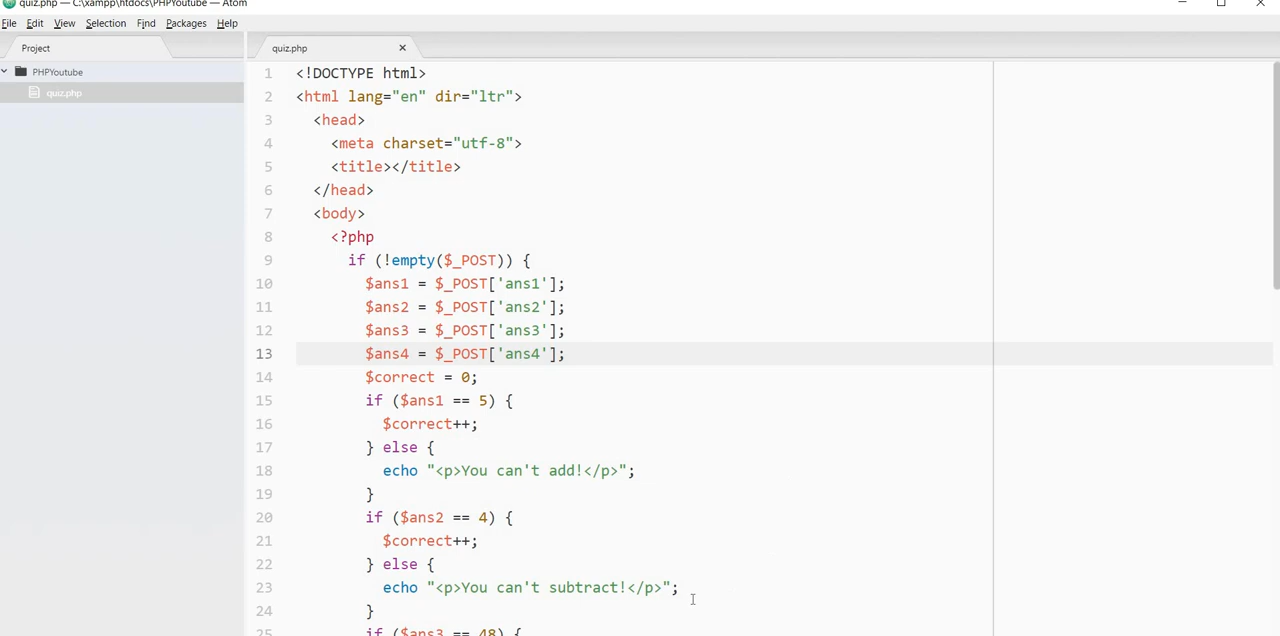 quiz.php — C:\xampp\htdocs\PHPYoutube — Atom
File Edit View Selection Find Packages Help
Project
quiz.php
PHPYoutube
quiz.php
1 <!DOCTYPE html>
2 <html lang="en" dir="ltr">
3 <head>
4 <meta charset="utf-8">
5 <title></title>
6 </head>
7 <body>
8 <?php
9 if (!empty($_POST)) {
10 $ans1 = $_POST['ans1'];
11 $ans2 = $_POST['ans2'];
12 $ans3 = $_POST['ans3'];
13 $ans4 = $_POST['ans4'];
14 $correct = 0;
15 if ($ans1 == 5) {
16 $correct++;
17 } else {
18 echo "<p>You can't add!</p>";
19 }
20 if ($ans2 == 4) {
21 $correct++;
22 } else {
23 echo "<p>You can't subtract!</p>";
24 }
25 if ($ans3 == 48) {